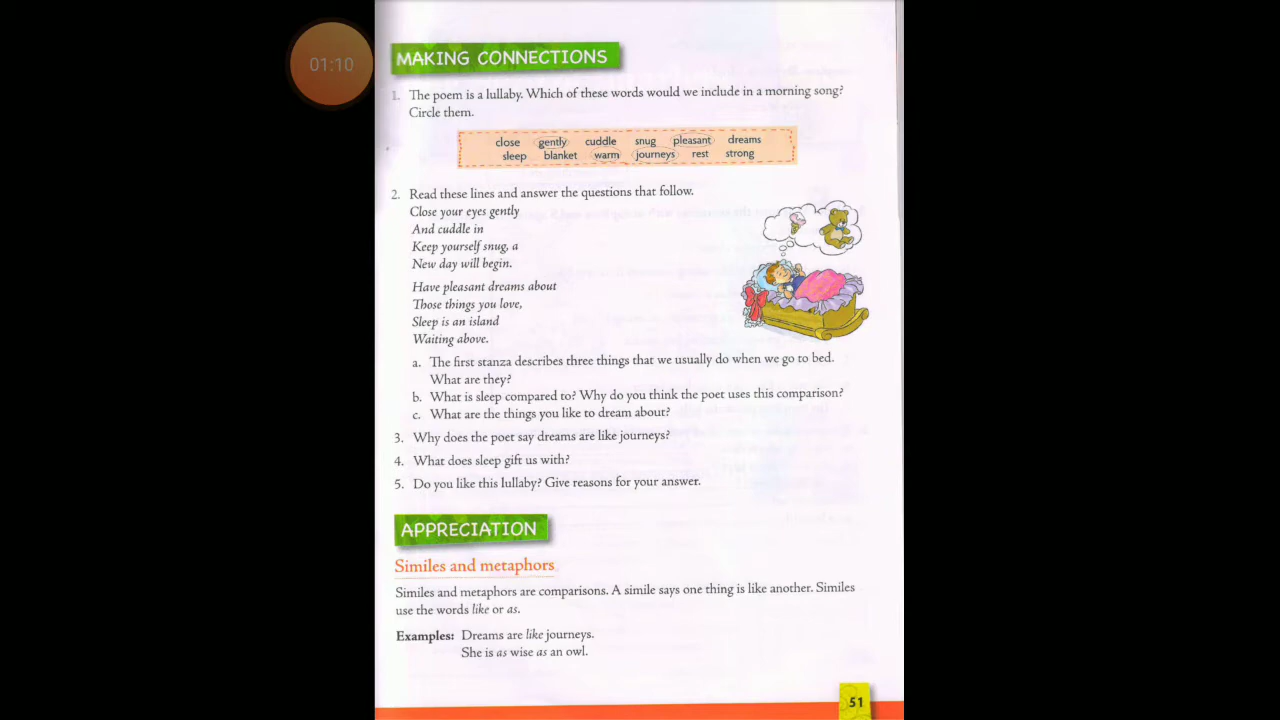 01:10
MAKING CONNECTIONS
1. The poem is a lullaby. Which of these words would we include in a morning song?
Circle them.
close gently cuddle snug pleasant dreams
sleep blanket warm journeys rest strong
2. Read these lines and answer the questions that follow.
Close your eyes gently
And cuddle in
Keep yourself snug, a
New day will begin.
Have pleasant dreams about
Those things you love,
Sleep is an island
Waiting above.
a. The first stanza describes three things that we usually do when we go to bed.
What are they?
b. What is sleep compared to? Why do you think the poet uses this comparison?
c. What are the things you like to dream about?
3. Why does the poet say dreams are like journeys?
4. What does sleep gift us with?
5. Do you like this lullaby? Give reasons for your answer.
APPRECIATION
Similes and metaphors
Similes and metaphors are comparisons. A simile says one thing is like another. Similes
use the words like or as.
Examples: Dreams are like journeys.
She is as wise as an owl.
51